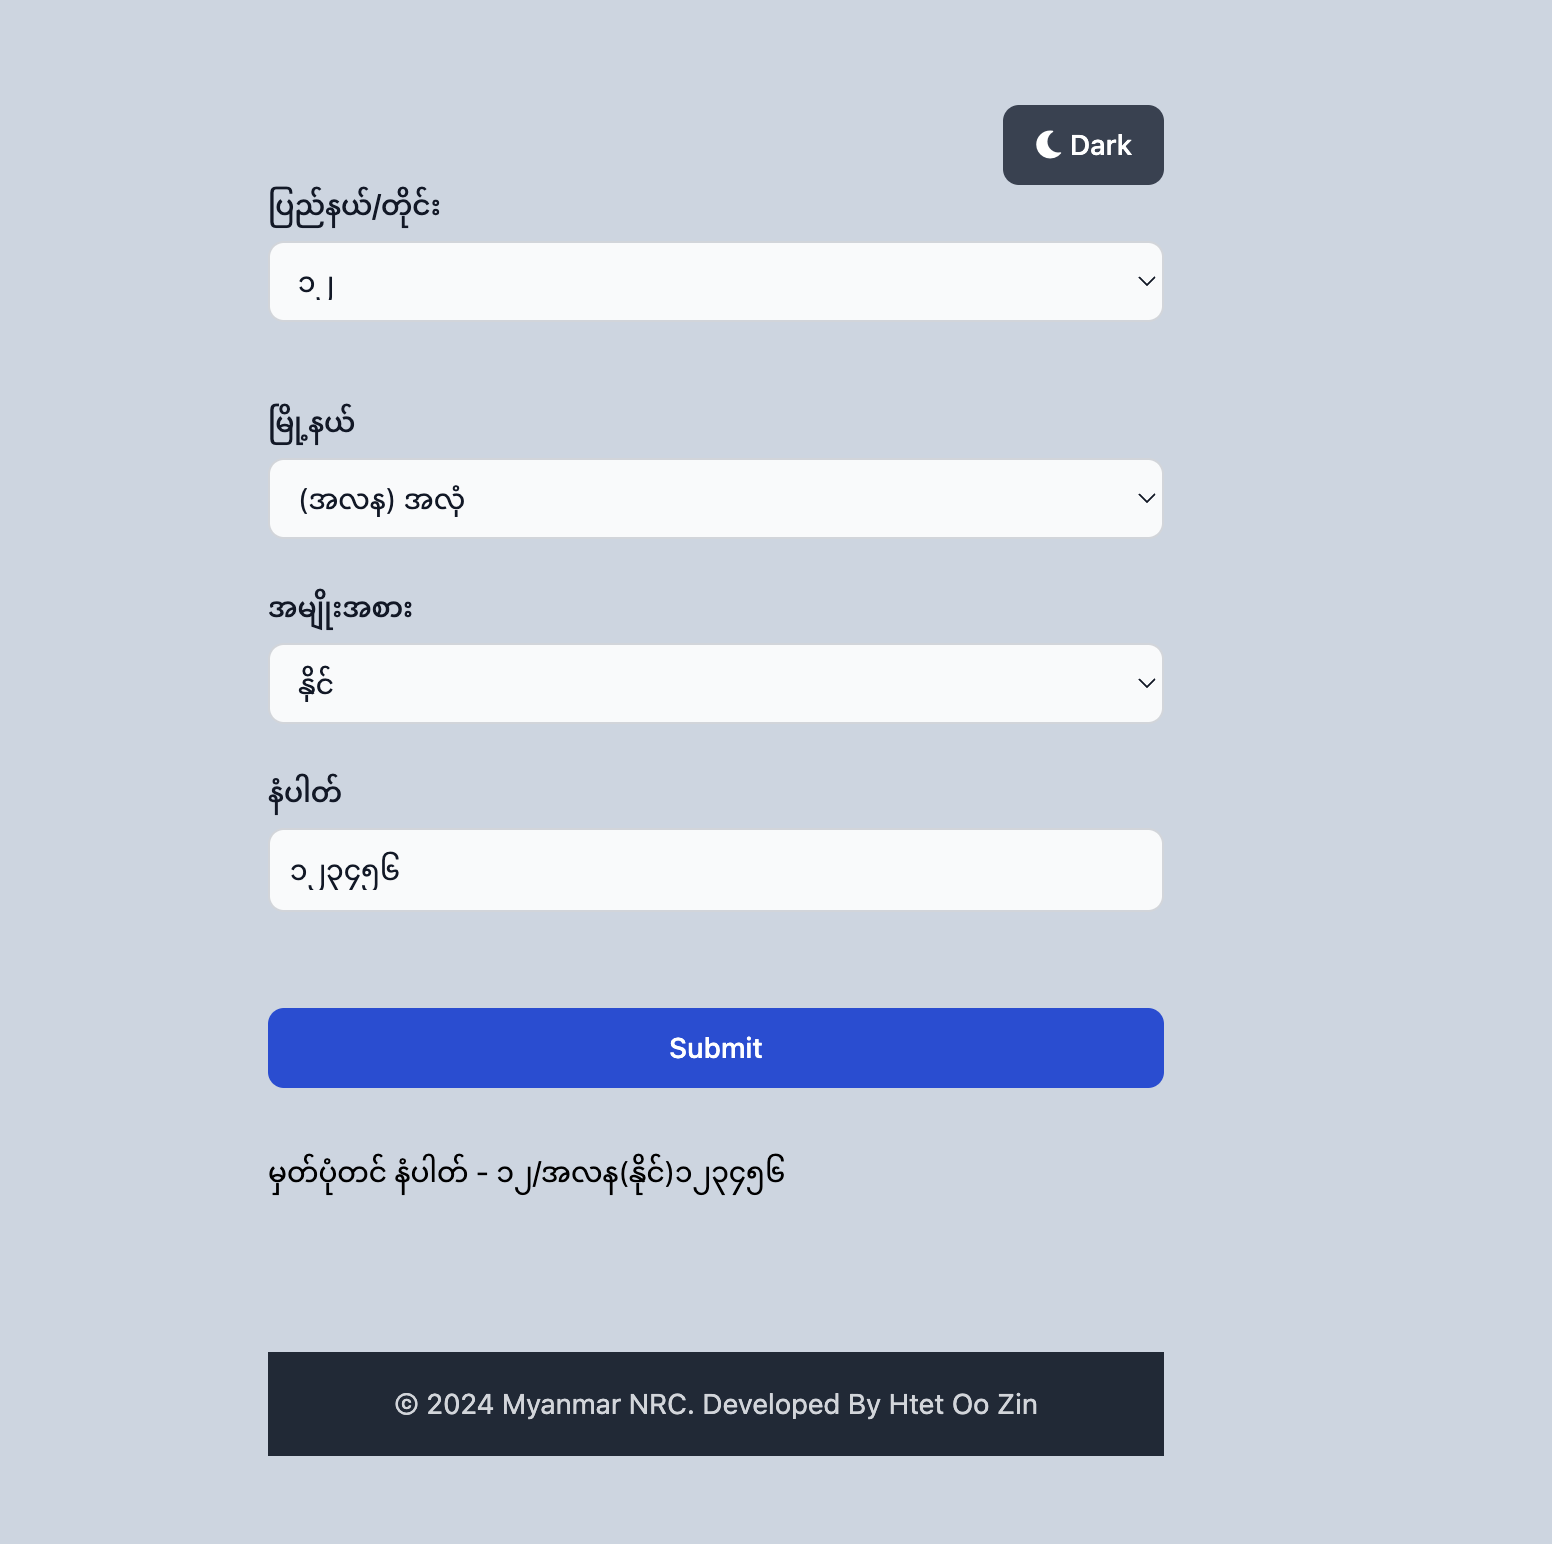 Dark
ပြည်နယ်/တိုင်း
၁၂
မြို့နယ်
(အလန) အလုံ
အမျိုးအစား
နိုင်
နံပါတ်
၁၂၃၄၅၆
Submit
မှတ်ပုံတင် နံပါတ် - ၁၂/အလန(နိုင်)၁၂၃၄၅၆
© 2024 Myanmar NRC. Developed By Htet Oo Zin